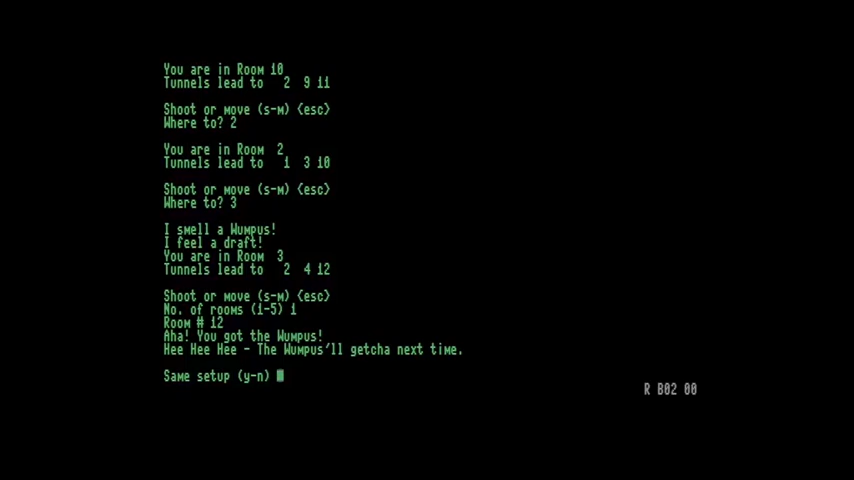 You are in Room 10
Tunnels lead to   2  9 11
Shoot or move (s-m) {esc}
Where to? 2
You are in Room  2
Tunnels lead to   1  3 10
Shoot or move (s-m) {esc}
Where to? 3
I smell a Wumpus!
I feel a draft!
You are in Room  3
Tunnels lead to   2  4 12
Shoot or move (s-m) {esc}
No. of rooms (1-5) 1
Room # 12
Aha! You got the Wumpus!
Hee Hee Hee - The Wumpus'll getcha next time.
Same setup (y-n)
R B02 00